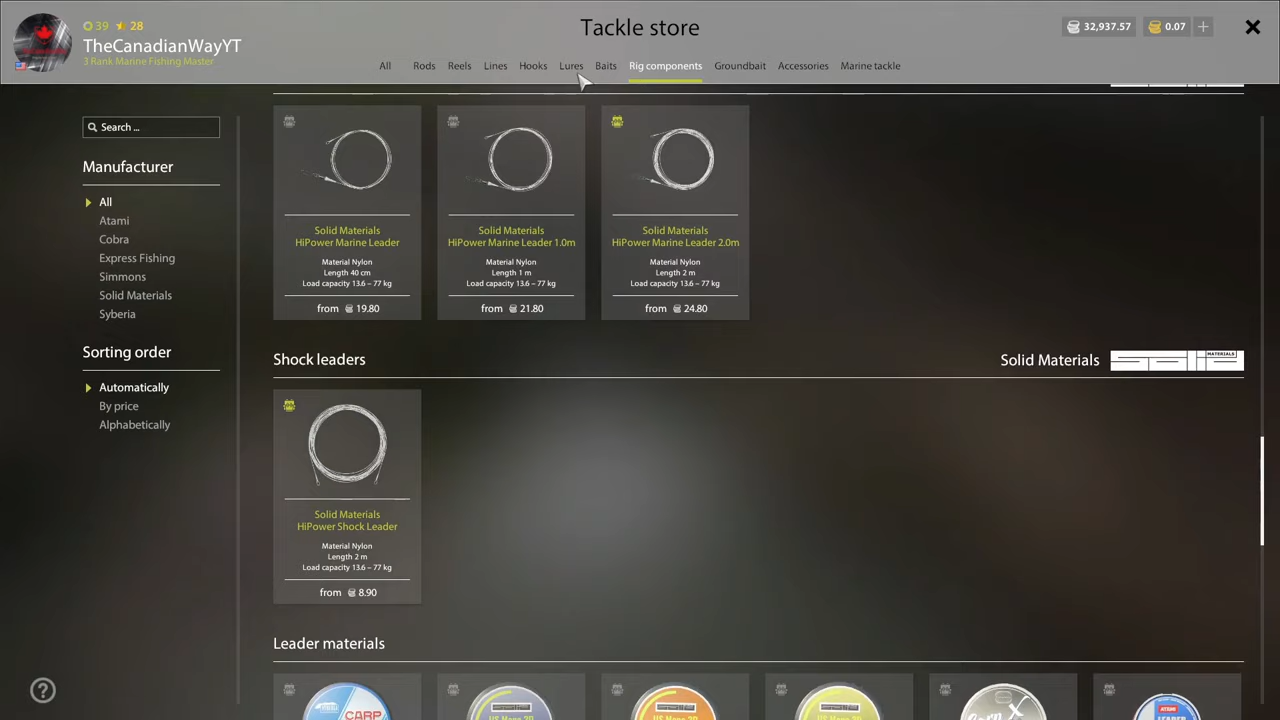 39 28
TheCanadianWayYT
3 Rank Marine Fishing Master
Tackle store
32,937.57
0.07
All Rods Reels Lines Hooks Lures Baits Rig components Groundbait Accessories Marine tackle
Search ...
Manufacturer
All
Atami
Cobra
Express Fishing
Simmons
Solid Materials
Syberia
Sorting order
Automatically
By price
Alphabetically
Solid Materials
HiPower Marine Leader
Material Nylon
Length 40 cm
Load capacity 13.6 – 77 kg
from 19.80
Solid Materials
HiPower Marine Leader 1.0m
Material Nylon
Length 1 m
Load capacity 13.6 – 77 kg
from 21.80
Solid Materials
HiPower Marine Leader 2.0m
Material Nylon
Length 2 m
Load capacity 13.6 – 77 kg
from 24.80
Shock leaders
Solid Materials
MATERIALS
Solid Materials
HiPower Shock Leader
Material Nylon
Length 2 m
Load capacity 13.6 – 77 kg
from 8.90
Leader materials
CARP
Carp X
ATAMI
LEADER
?